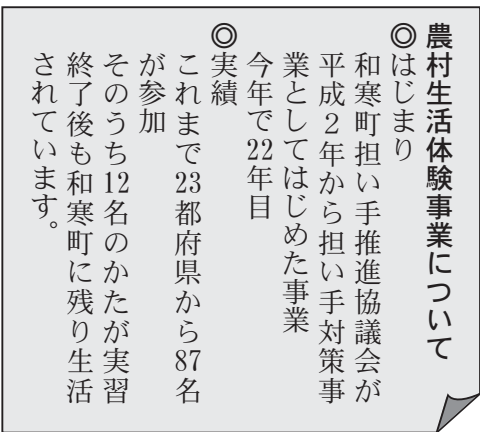 農村生活体験事業について
◎はじまり
和寒町担い手推進協議会が
平成２年から担い手対策事
業としてはじめた事業
今年で22年目
◎実績
これまで23都府県から87名
が参加
そのうち12名のかたが実習
終了後も和寒町に残り生活
されています。